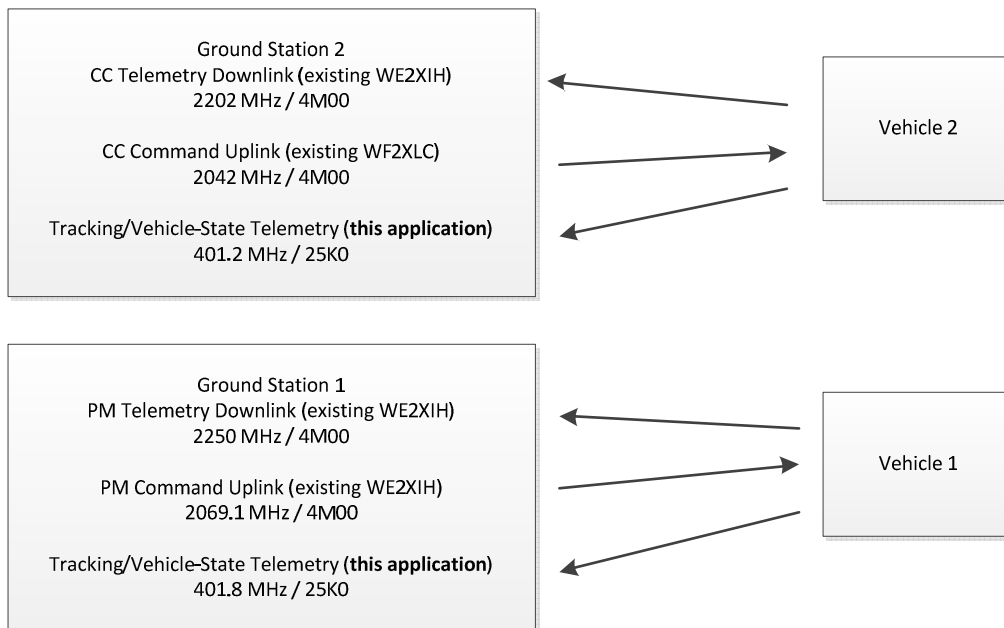 Ground Station 2
CC Telemetry Downlink (existing WE2XIH)
2202 MHz / 4M00
CC Command Uplink (existing WF2XLC)
2042 MHz / 4M00
Tracking/Vehicle-State Telemetry (this application)
401.2 MHz / 25K0
Vehicle 2
Ground Station 1
PM Telemetry Downlink (existing WE2XIH)
2250 MHz / 4M00
PM Command Uplink (existing WE2XIH)
2069.1 MHz / 4M00
Tracking/Vehicle-State Telemetry (this application)
401.8 MHz / 25K0
Vehicle 1